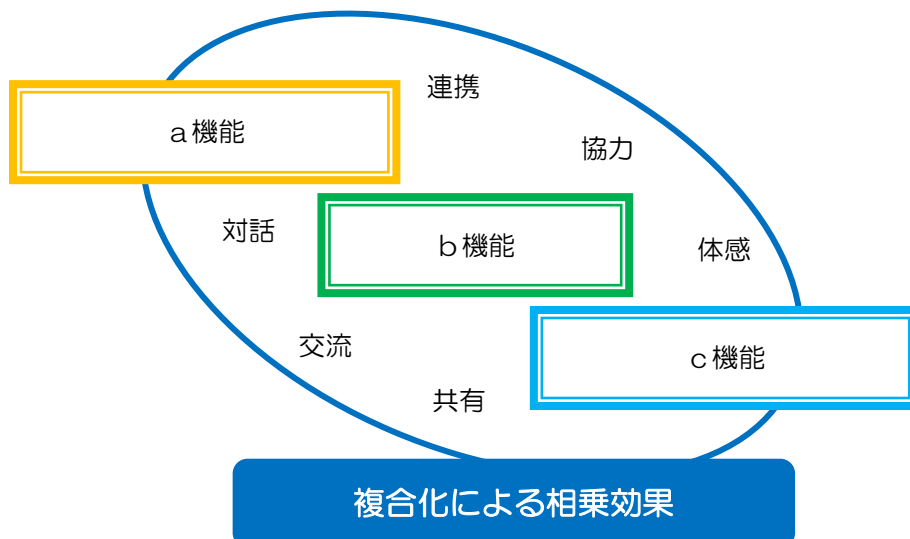 連携
a機能
協力
対話
b機能
体感
交流
c機能
共有
複合化による相乗効果